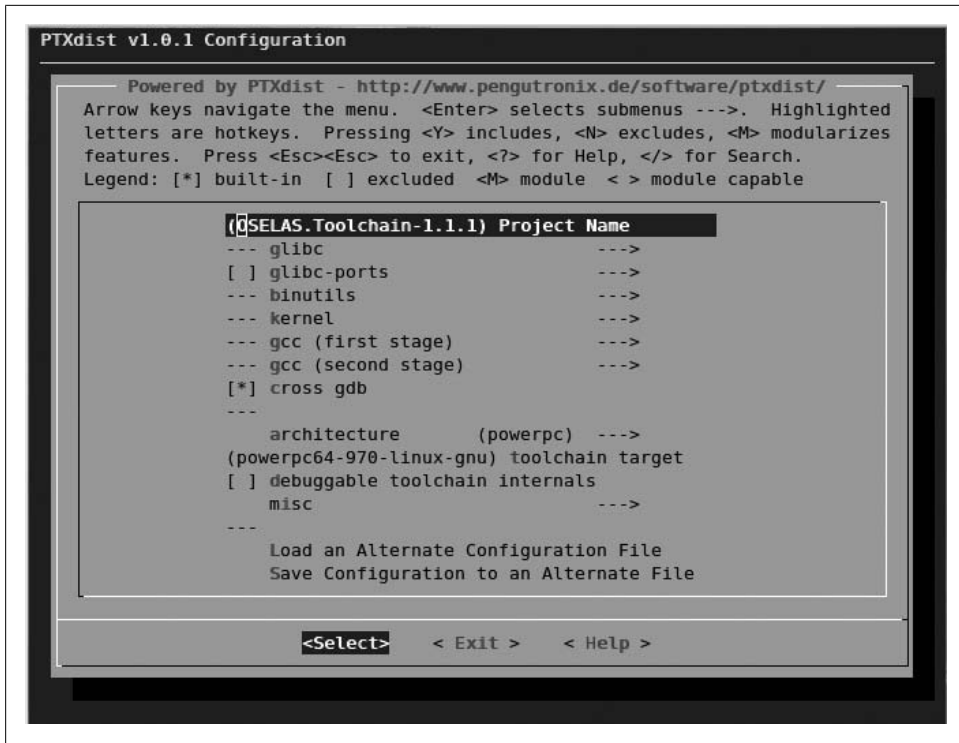 PTXdist v1.0.1 Configuration
Powered by PTXdist - http://www.pengutronix.de/software/ptxdist/
Arrow keys navigate the menu.  <Enter> selects submenus --->.  Highlighted
letters are hotkeys.  Pressing <Y> includes, <N> excludes, <M> modularizes
features.  Press <Esc><Esc> to exit, <?> for Help, </> for Search.
Legend: [*] built-in  [ ] excluded  <M> module  < > module capable
(OSELAS.Toolchain-1.1.1) Project Name
--- glibc                    --->
[ ] glibc-ports              --->
--- binutils                 --->
--- kernel                   --->
--- gcc (first stage)        --->
--- gcc (second stage)       --->
[*] cross gdb
---
    architecture      (powerpc)  --->
(powerpc64-970-linux-gnu) toolchain target
[ ] debuggable toolchain internals
    misc                     --->
---
    Load an Alternate Configuration File
    Save Configuration to an Alternate File
<Select>    < Exit >    < Help >